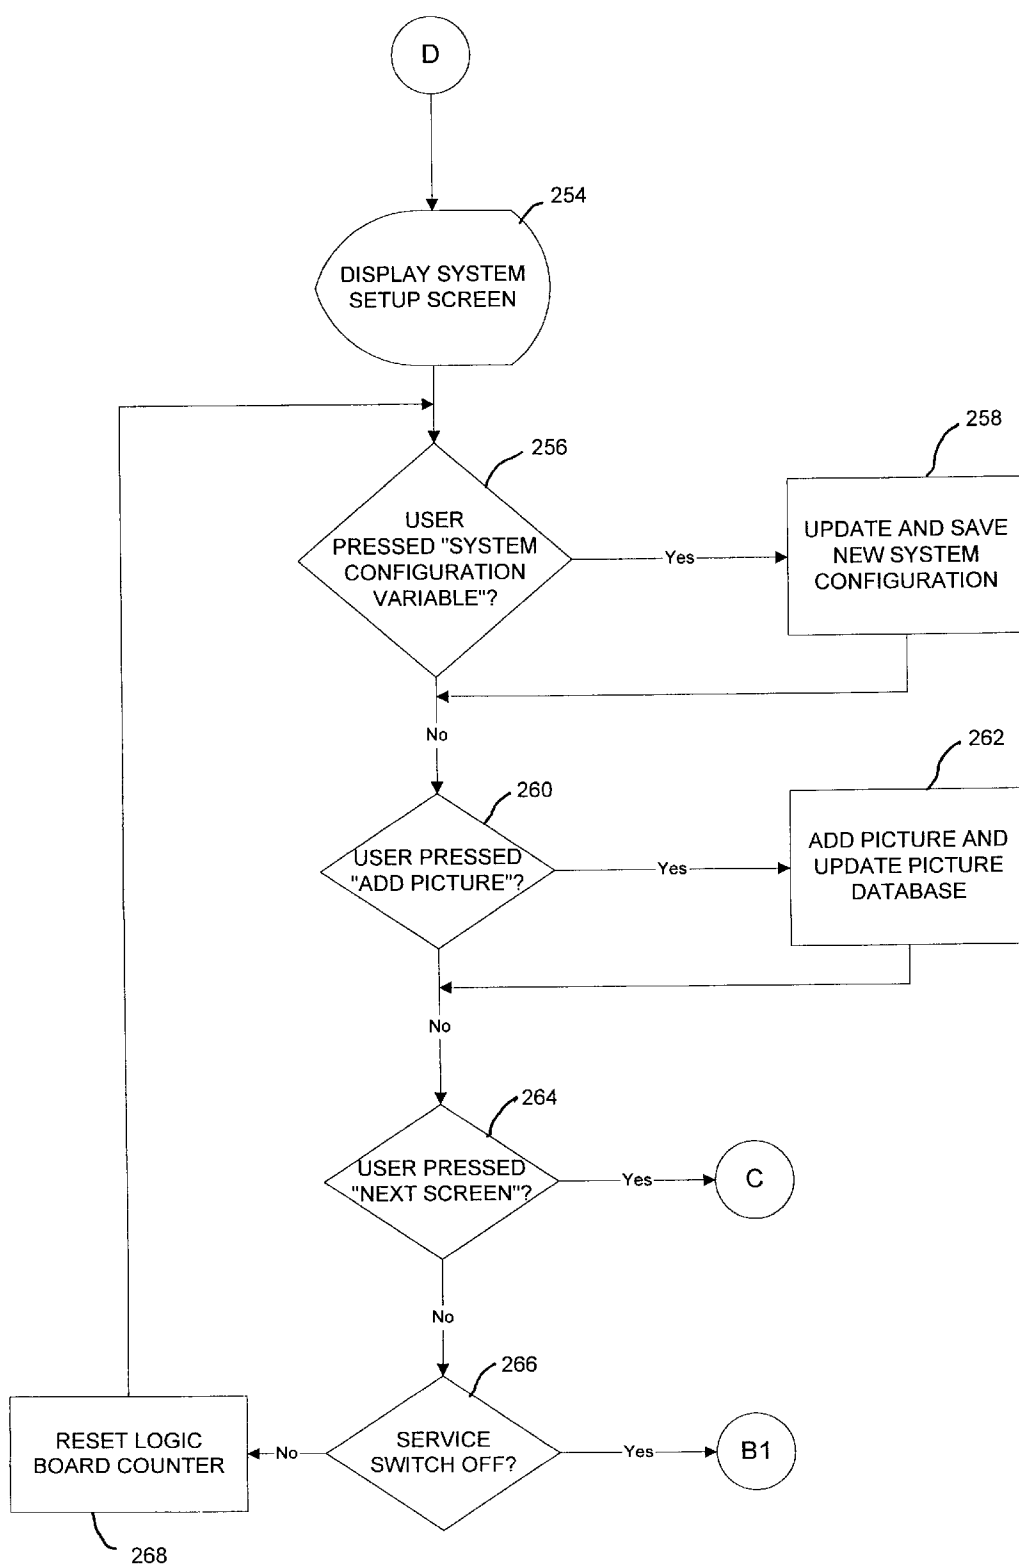 D
254
DISPLAY SYSTEM
SETUP SCREEN
256
USER
PRESSED "SYSTEM
CONFIGURATION
VARIABLE"?
Yes
258
UPDATE AND SAVE
NEW SYSTEM
CONFIGURATION
No
260
USER PRESSED
"ADD PICTURE"?
Yes
262
ADD PICTURE AND
UPDATE PICTURE
DATABASE
No
264
USER PRESSED
"NEXT SCREEN"?
Yes
C
No
266
SERVICE
SWITCH OFF?
Yes
B1
No
RESET LOGIC
BOARD COUNTER
268